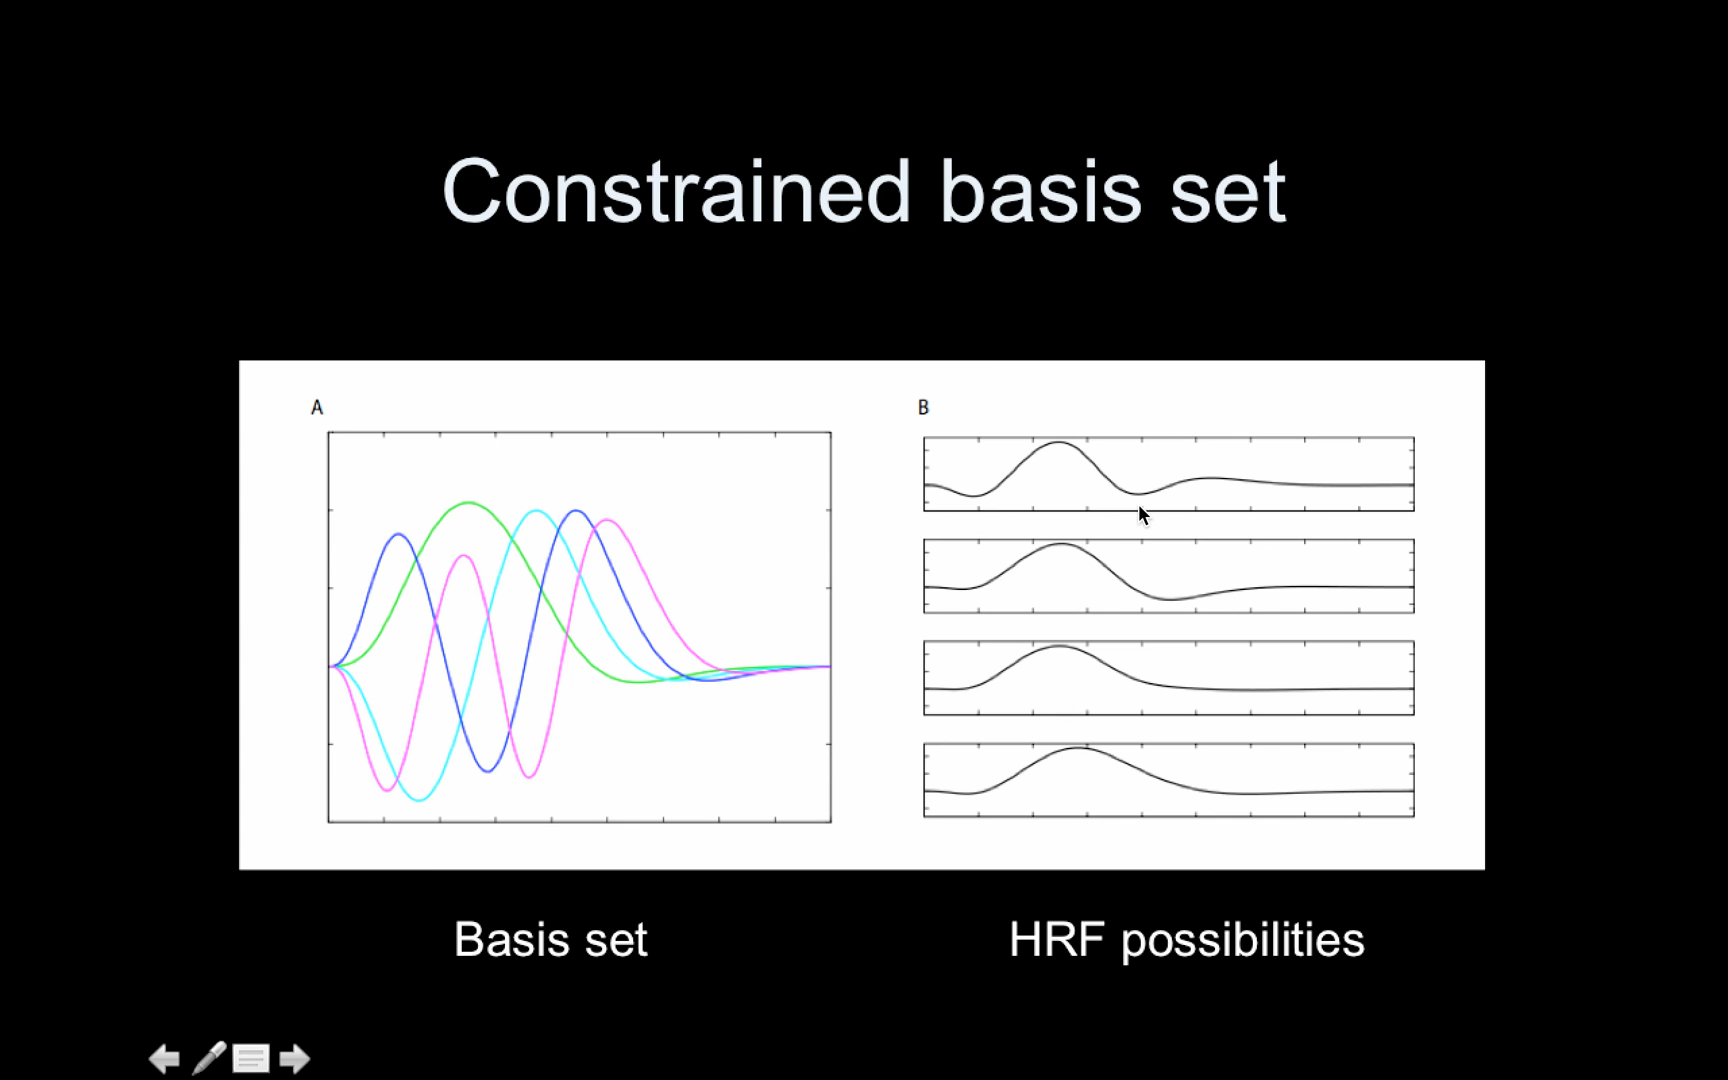 Constrained basis set
A
B
Basis set
HRF possibilities